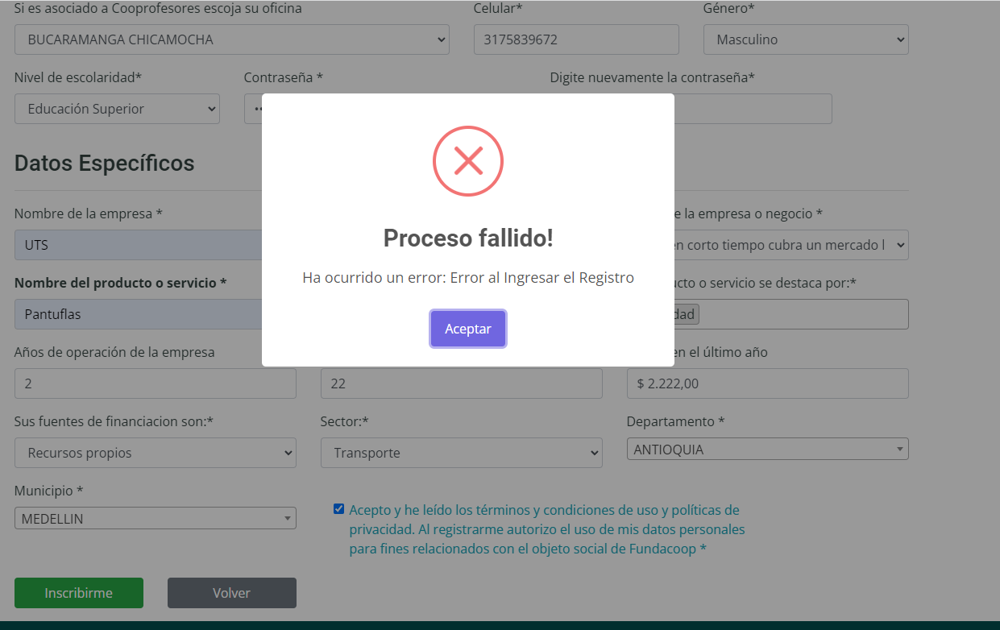 Si es asociado a Cooprofesores escoja su oficina
Celular*
Género*
BUCARAMANGA CHICAMOCHA
3175839672
Masculino
Nivel de escolaridad*
Contraseña *
Digite nuevamente la contraseña*
Educación Superior
Datos Específicos
Proceso fallido!
Ha ocurrido un error: Error al Ingresar el Registro
Aceptar
Nombre de la empresa *
e la empresa o negocio *
UTS
en corto tiempo cubra un mercado l
Nombre del producto o servicio *
ucto o servicio se destaca por:*
Pantuflas
dad
Años de operación de la empresa
en el último año
2
22
$ 2.222,00
Sus fuentes de financiacion son:*
Sector:*
Departamento *
Recursos propios
Transporte
ANTIOQUIA
Municipio *
MEDELLIN
Acepto y he leído los términos y condiciones de uso y políticas de
privacidad. Al registrarme autorizo el uso de mis datos personales
para fines relacionados con el objeto social de Fundacoop *
Inscribirme
Volver